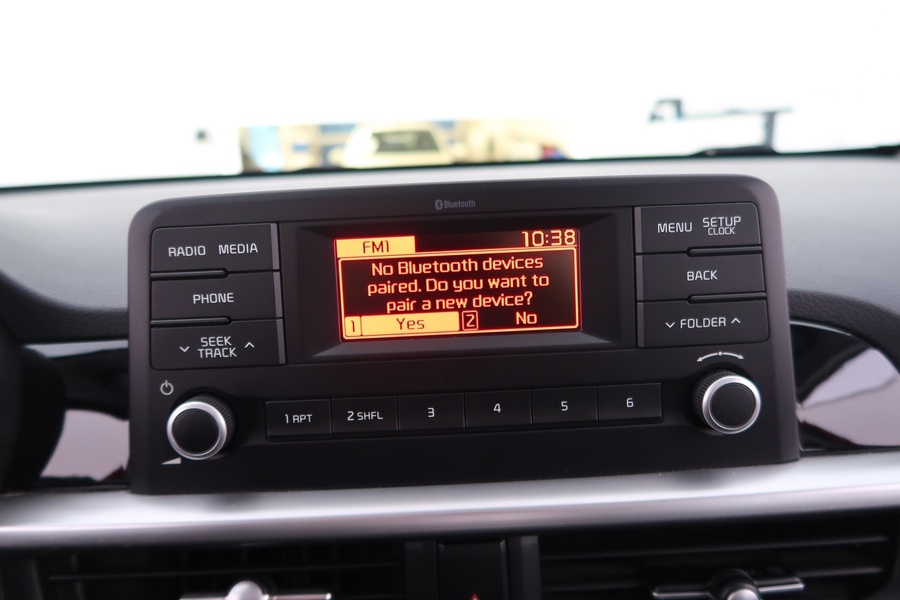 Bluetooth
RADIO MEDIA
PHONE
SEEK
TRACK
FM1 10:38
No Bluetooth devices
paired. Do you want to
pair a new device?
1 Yes 2 No
MENU SETUP
CLOCK
BACK
FOLDER
1 RPT 2 SHFL 3 4 5 6